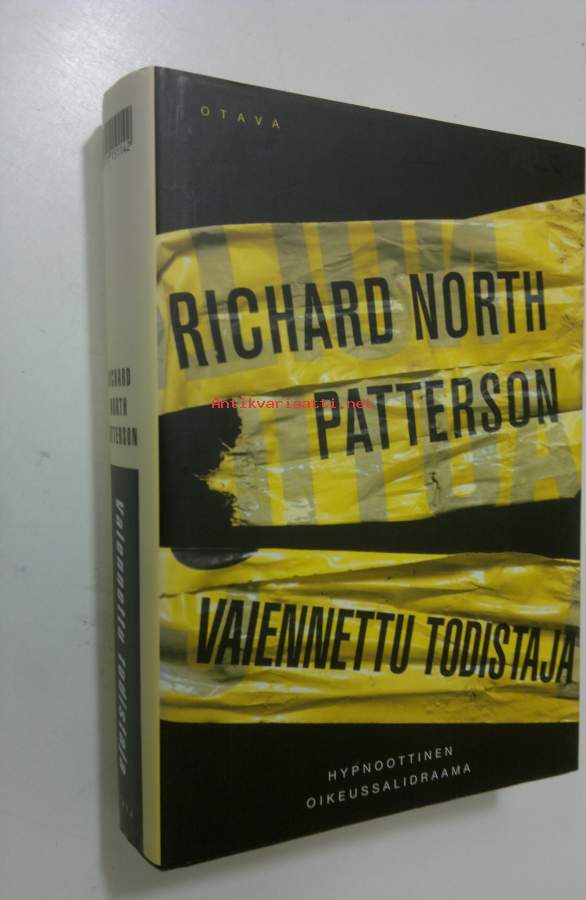 OTAVA
RICHARD NORTH
PATTERSON
VAIENNETTU TODISTAJA
HYPNOOTTINEN
OIKEUSSALIDRAAMA
RICHARD
NORTH
PATTERSON
Vaiennettu todistaja
Antikvariaatti.net